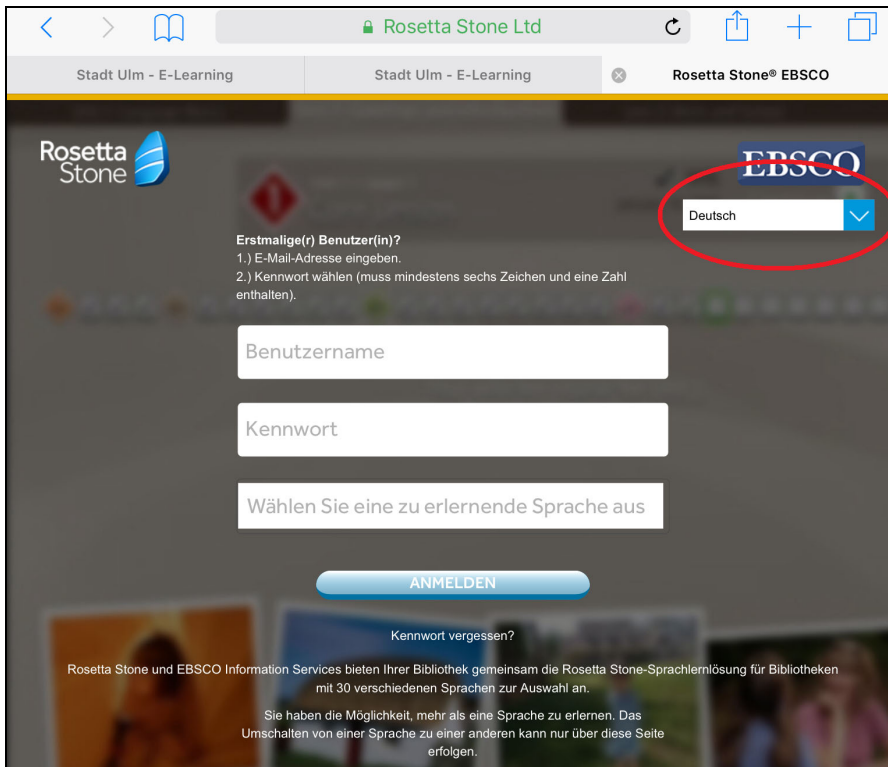 Rosetta Stone Ltd
Stadt Ulm - E-Learning
Stadt Ulm - E-Learning
Rosetta Stone® EBSCO
Rosetta
Stone
EBSCO
Deutsch
Erstmalige(r) Benutzer(in)?
1.) E-Mail-Adresse eingeben.
2.) Kennwort wählen (muss mindestens sechs Zeichen und eine Zahl
enthalten).
Benutzername
Kennwort
Wählen Sie eine zu erlernende Sprache aus
ANMELDEN
Kennwort vergessen?
Rosetta Stone und EBSCO Information Services bieten Ihrer Bibliothek gemeinsam die Rosetta Stone-Sprachlernlösung für Bibliotheken
mit 30 verschiedenen Sprachen zur Auswahl an.
Sie haben die Möglichkeit, mehr als eine Sprache zu erlernen. Das
Umschalten von einer Sprache zu einer anderen kann nur über diese Seite
erfolgen.